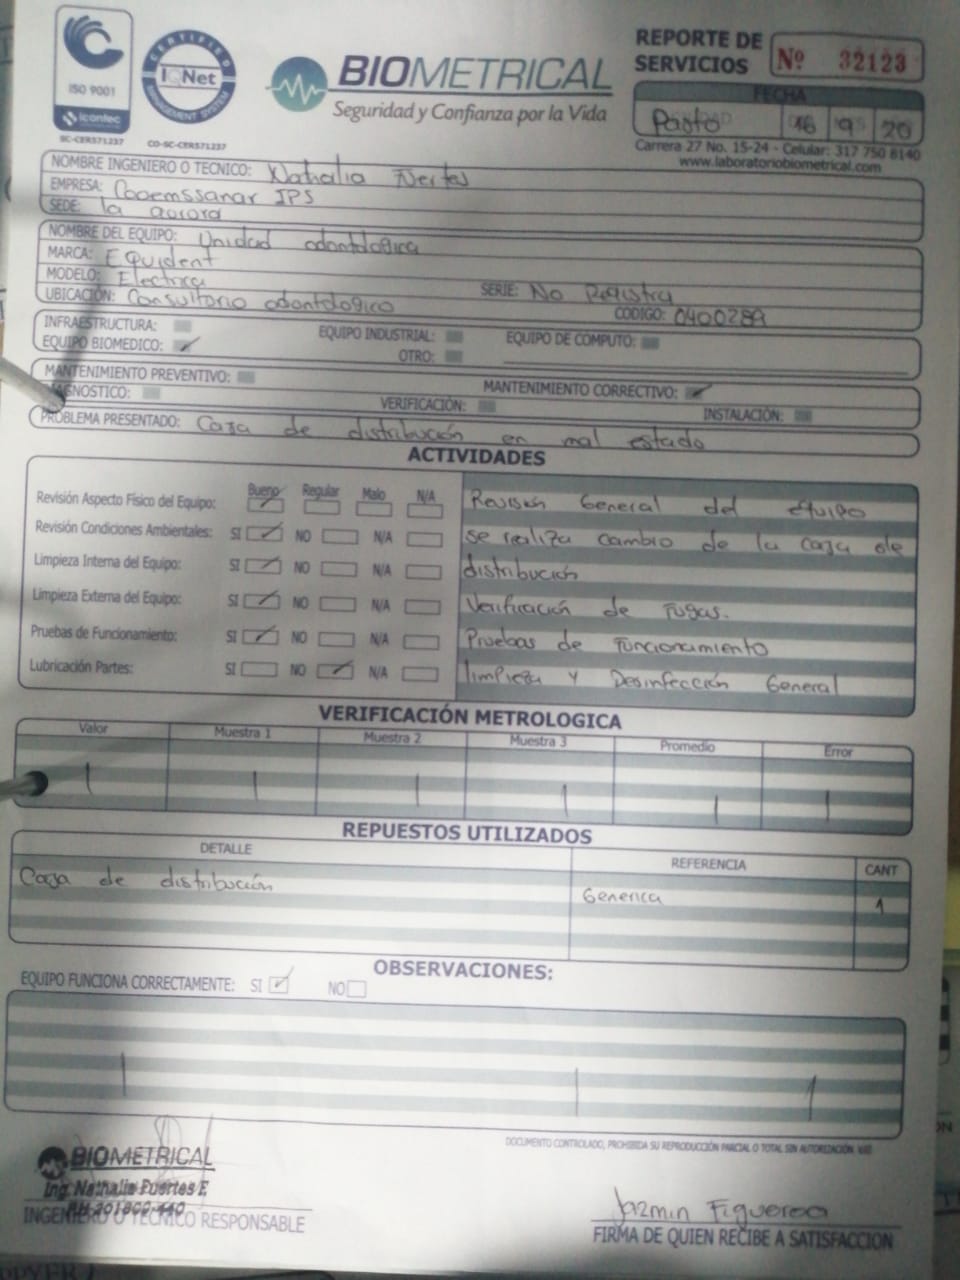 ISO 9001
icontec
SC-CER571237
CERTIFIED
IQNet
MANAGEMENT SYSTEM
CO-SC-CER571237
BIOMETRICAL
Seguridad y Confianza por la Vida
REPORTE DE SERVICIOS
Nº 32123
FECHA
Pasto 16 9 20
Carrera 27 No. 15-24 - Celular: 317 750 8140
www.laboratoriobiometrical.com
NOMBRE INGENIERO O TECNICO: Nathalia Fuertes
EMPRESA: Cooemssanar IPS
SEDE: la aurora
NOMBRE DEL EQUIPO: Unidad odontologica
MARCA: Equident
MODELO: Electrica SERIE: No Registra
UBICACIÓN: Consultorio odontologico CODIGO: 0400289
INFRAESTRUCTURA: EQUIPO INDUSTRIAL: EQUIPO DE COMPUTO:
EQUIPO BIOMEDICO: ✓ OTRO:
MANTENIMIENTO PREVENTIVO: MANTENIMIENTO CORRECTIVO: ✓
DIAGNOSTICO: VERIFICACIÓN: INSTALACIÓN:
PROBLEMA PRESENTADO: Caja de distribución en mal estado
ACTIVIDADES
Bueno Regular Malo N/A
Revisión Aspecto Físico del Equipo: ✓
Revisión Condiciones Ambientales: SI ✓ NO N/A
Limpieza Interna del Equipo: SI ✓ NO N/A
Limpieza Externa del Equipo: SI ✓ NO N/A
Pruebas de Funcionamiento: SI ✓ NO N/A
Lubricación Partes: SI NO ✓ N/A
Revisión General del equipo
se realiza cambio de la caja de
distribución
Verificación de Fugas.
Pruebas de Funcionamiento
limpieza y Desinfección General
VERIFICACIÓN METROLOGICA
Valor Muestra 1 Muestra 2 Muestra 3 Promedio Error
REPUESTOS UTILIZADOS
DETALLE REFERENCIA CANT
Caja de distribución Generica 1
OBSERVACIONES:
EQUIPO FUNCIONA CORRECTAMENTE: SI ✓ NO
DOCUMENTO CONTROLADO, PROHIBIDA SU REPRODUCCIÓN PARCIAL O TOTAL SIN AUTORIZACIÓN.
BIOMETRICAL
Ing. Nathalia Fuertes F.
INGENIERO O TECNICO RESPONSABLE
Jazmin Figueroa
FIRMA DE QUIEN RECIBE A SATISFACCION